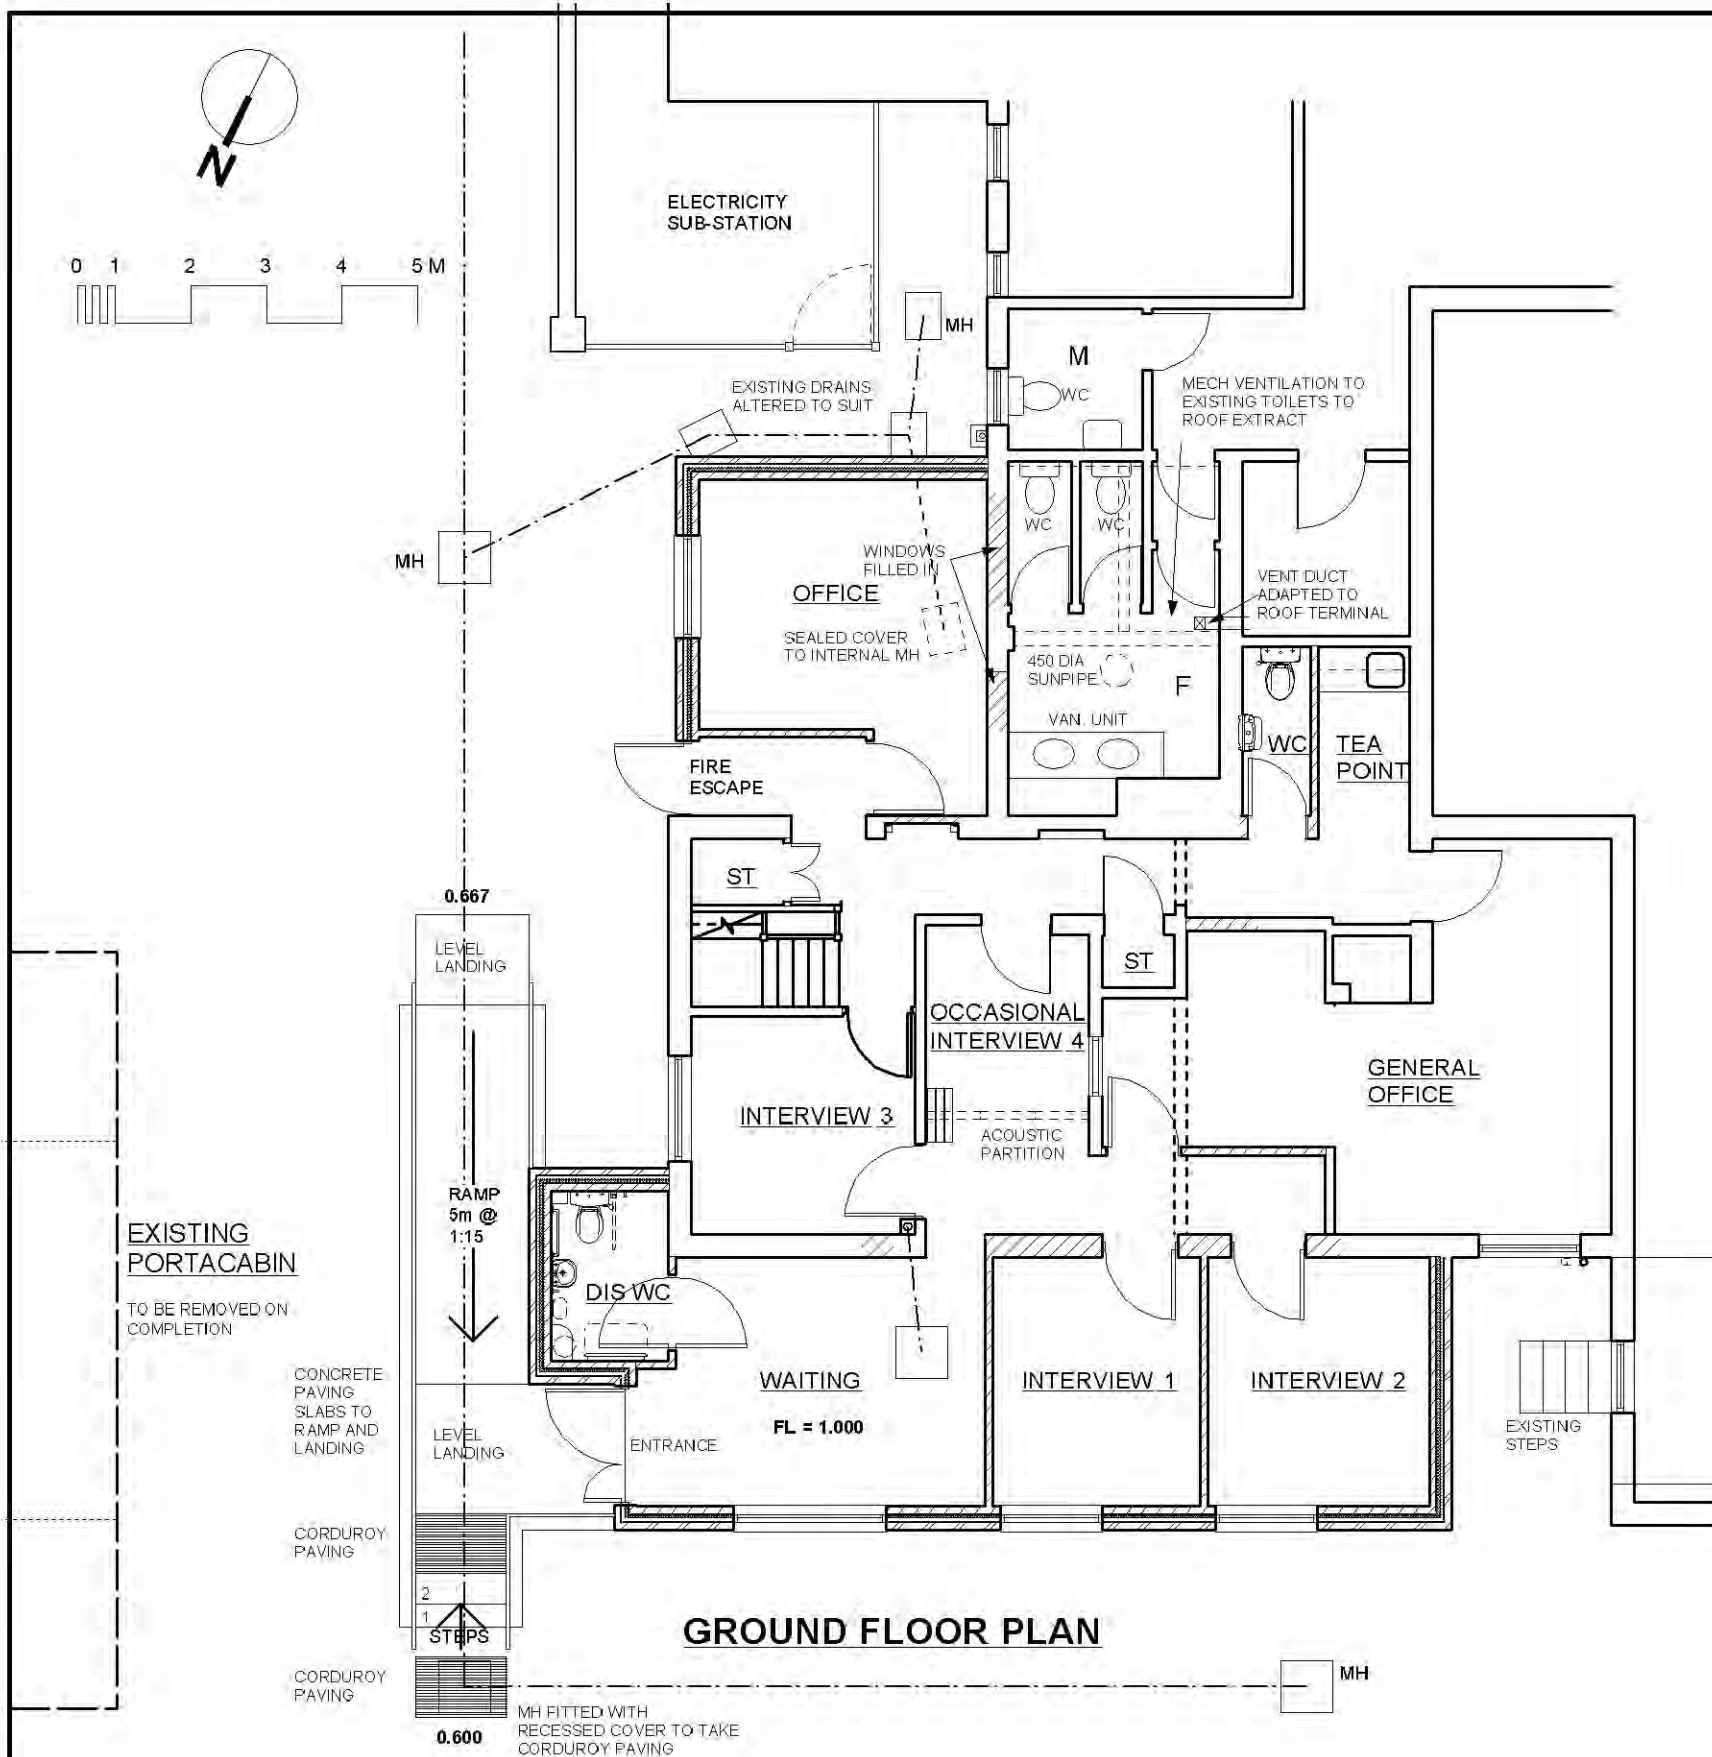 N
0 1 2 3 4 5 M
ELECTRICITY
SUB-STATION
MH
EXISTING DRAINS
ALTERED TO SUIT
M
WC
MECH VENTILATION TO
EXISTING TOILETS TO
ROOF EXTRACT
MH
WC
WC
WINDOWS
FILLED IN
OFFICE
SEALED COVER
TO INTERNAL MH
VENT DUCT
ADAPTED TO
ROOF TERMINAL
450 DIA
SUNPIPE
F
VAN. UNIT
WC
TEA
POINT
FIRE
ESCAPE
ST
0.667
LEVEL
LANDING
ST
OCCASIONAL
INTERVIEW 4
GENERAL
OFFICE
INTERVIEW 3
ACOUSTIC
PARTITION
RAMP
5m @
1:15
EXISTING
PORTACABIN
TO BE REMOVED ON
COMPLETION
DIS WC
CONCRETE
PAVING
SLABS TO
RAMP AND
LANDING
WAITING
FL = 1.000
INTERVIEW 1
INTERVIEW 2
LEVEL
LANDING
ENTRANCE
EXISTING
STEPS
CORDUROY
PAVING
2
1
STEPS
GROUND FLOOR PLAN
CORDUROY
PAVING
MH
0.600
MH FITTED WITH
RECESSED COVER TO TAKE
CORDUROY PAVING